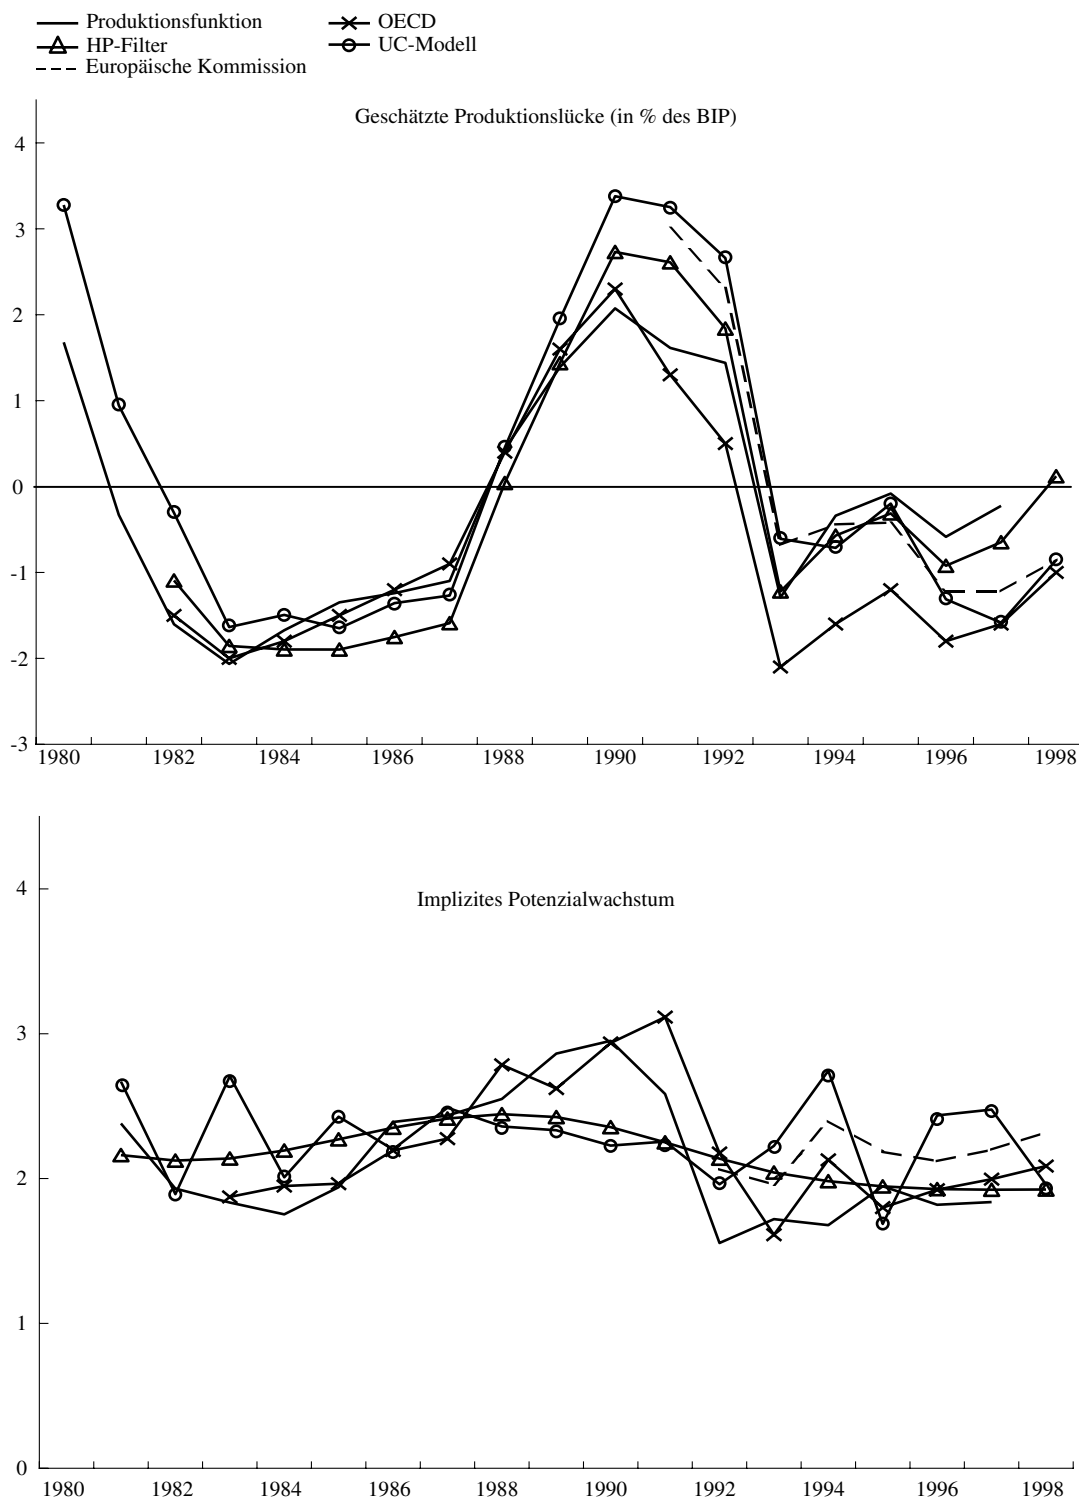 Produktionsfunktion
HP-Filter
Europäische Kommission
OECD
UC-Modell
Geschätzte Produktionslücke (in % des BIP)
4
3
2
1
0
-1
-2
-3
1980 1982 1984 1986 1988 1990 1992 1994 1996 1998
Implizites Potenzialwachstum
4
3
2
1
0
1980 1982 1984 1986 1988 1990 1992 1994 1996 1998